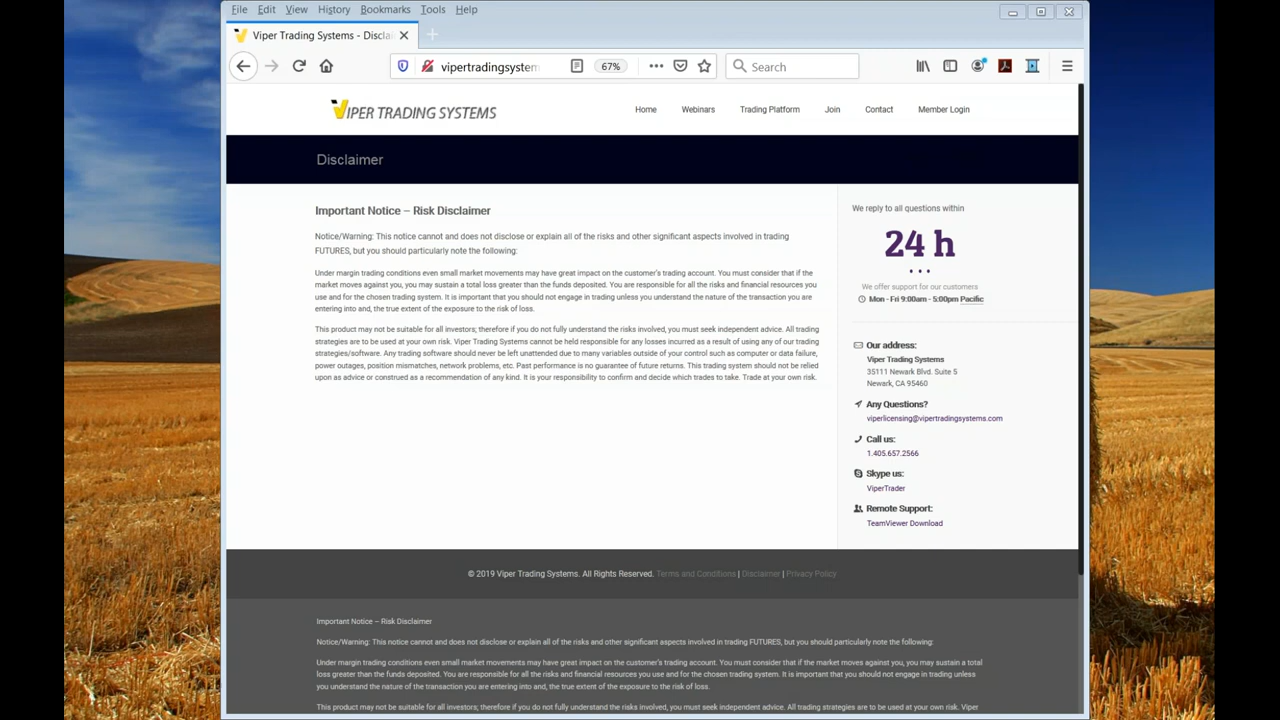 File Edit View History Bookmarks Tools Help
Viper Trading Systems - Disclai
vipertradingsystem
67%
Search
VIPER TRADING SYSTEMS
Home Webinars Trading Platform Join Contact Member Login
Disclaimer
Important Notice – Risk Disclaimer
Notice/Warning: This notice cannot and does not disclose or explain all of the risks and other significant aspects involved in trading
FUTURES, but you should particularly note the following:
Under margin trading conditions even small market movements may have great impact on the customer's trading account. You must consider that if the
market moves against you, you may sustain a total loss greater than the funds deposited. You are responsible for all the risks and financial resources you
use and for the chosen trading system. It is important that you should not engage in trading unless you understand the nature of the transaction you are
entering into and, the true extent of the exposure to the risk of loss.
This product may not be suitable for all investors; therefore if you do not fully understand the risks involved, you must seek independent advice. All trading
strategies are to be used at your own risk. Viper Trading Systems cannot be held responsible for any losses incurred as a result of using any of our trading
strategies/software. Any trading software should never be left unattended due to many variables outside of your control such as computer or data failure,
power outages, position mismatches, network problems, etc. Past performance is no guarantee of future returns. This trading system should not be relied
upon as advice or construed as a recommendation of any kind. It is your responsibility to confirm and decide which trades to take. Trade at your own risk.
We reply to all questions within
24 h
We offer support for our customers
Mon - Fri 9:00am - 5:00pm Pacific
Our address:
Viper Trading Systems
35111 Newark Blvd. Suite 5
Newark, CA 95460
Any Questions?
viperlicensing@vipertradingsystems.com
Call us:
1.405.657.2566
Skype us:
ViperTrader
Remote Support:
TeamViewer Download
© 2019 Viper Trading Systems. All Rights Reserved. Terms and Conditions | Disclaimer | Privacy Policy
Important Notice – Risk Disclaimer
Notice/Warning: This notice cannot and does not disclose or explain all of the risks and other significant aspects involved in trading FUTURES, but you should particularly note the following:
Under margin trading conditions even small market movements may have great impact on the customer's trading account. You must consider that if the market moves against you, you may sustain a total
loss greater than the funds deposited. You are responsible for all the risks and financial resources you use and for the chosen trading system. It is important that you should not engage in trading unless
you understand the nature of the transaction you are entering into and, the true extent of the exposure to the risk of loss.
This product may not be suitable for all investors; therefore if you do not fully understand the risks involved, you must seek independent advice. All trading strategies are to be used at your own risk. Viper